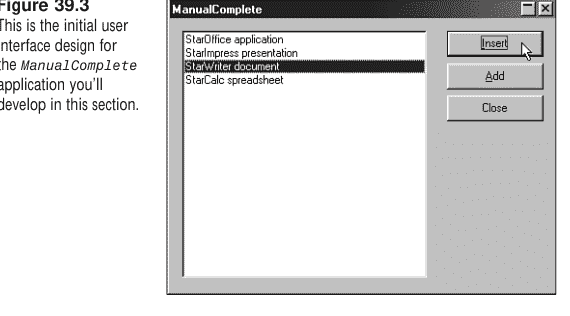 Figure 39.3
This is the initial user
interface design for
the ManualComplete
application you'll
develop in this section.
ManualComplete
StarOffice application
StarImpress presentation
StarWriter document
StarCalc spreadsheet
Insert
Add
Close